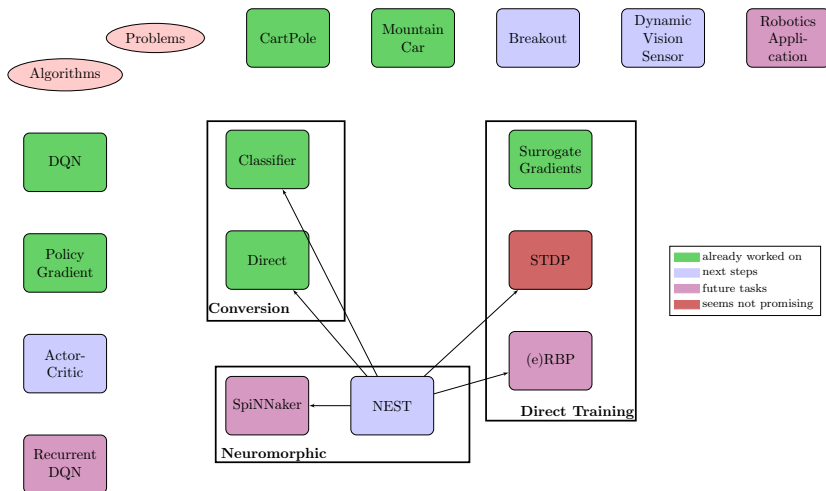 Problems
Algorithms
CartPole
Mountain
Car
Breakout
Dynamic
Vision
Sensor
Robotics
Appli-
cation
DQN
Classifier
Surrogate
Gradients
Policy
Gradient
Direct
STDP
Conversion
already worked on
next steps
future tasks
seems not promising
Actor-
Critic
(e)RBP
SpiNNaker
NEST
Direct Training
Neuromorphic
Recurrent
DQN